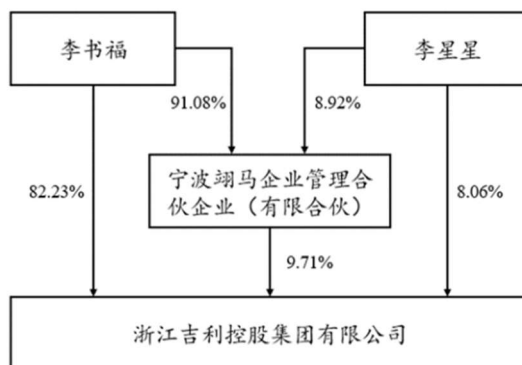 李书福
李星星
91.08%
8.92%
82.23%
宁波翊马企业管理合
伙企业（有限合伙）
8.06%
9.71%
浙江吉利控股集团有限公司